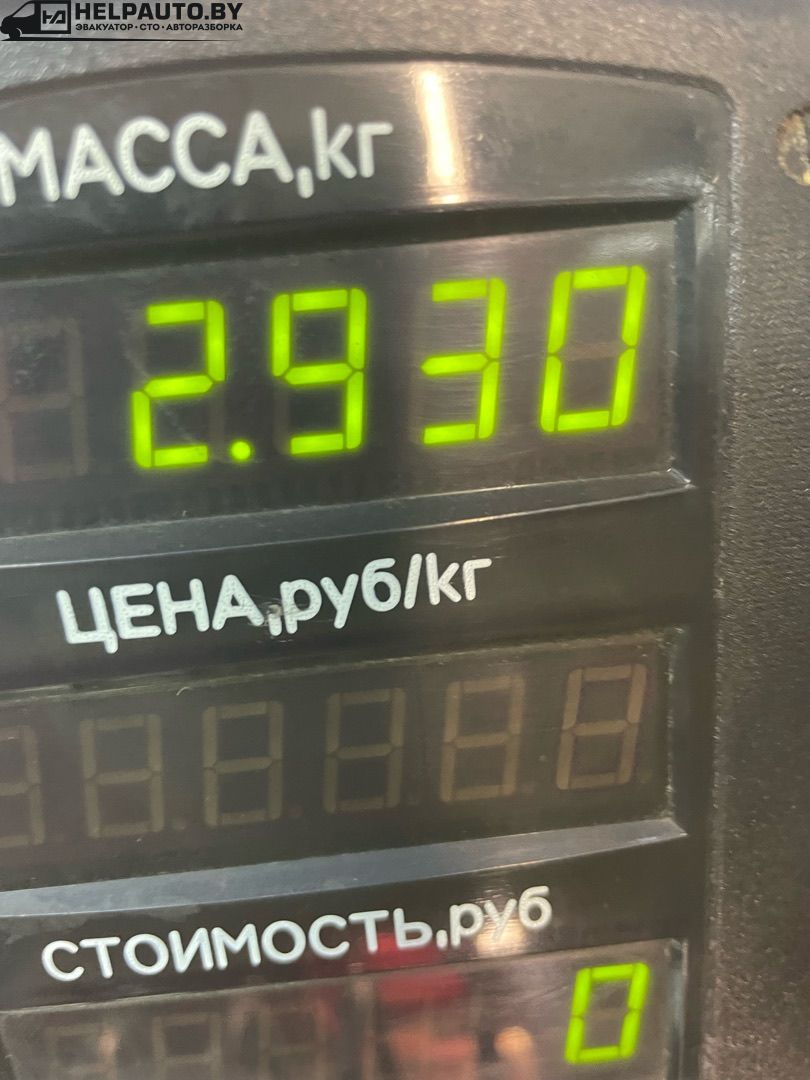 HELPAUTO.BY
ЭВАКУАТОР • СТО • АВТОРАЗБОРКА
МАССА,кг
2.930
ЦЕНА,руб/кг
СТОИМОСТЬ,руб
0